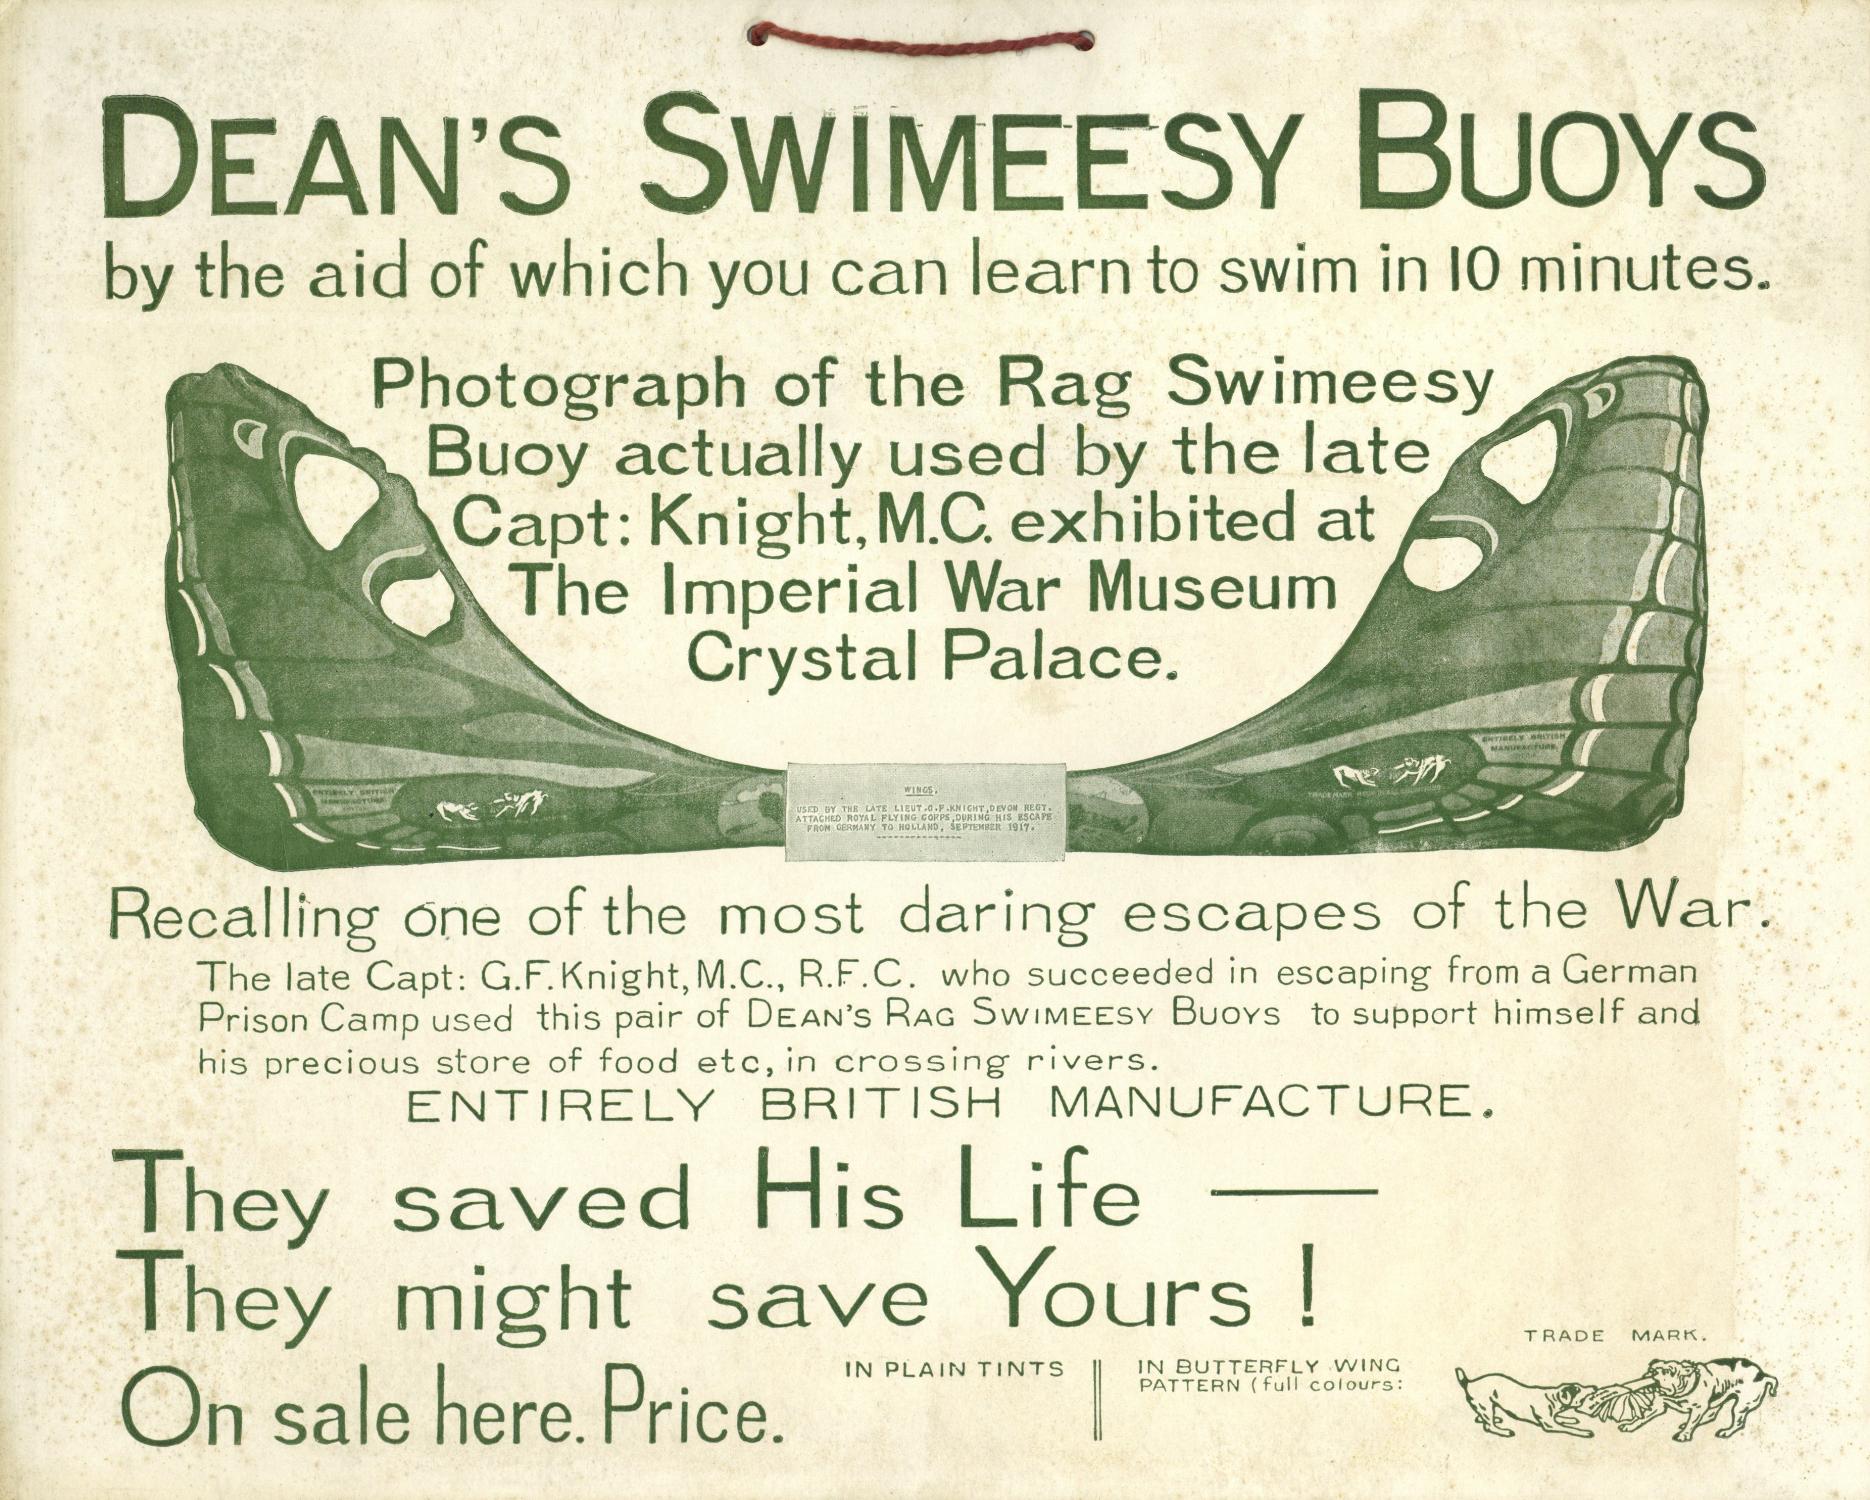 DEAN'S SWIMEESY BUOYS
by the aid of which you can learn to swim in 10 minutes.
Photograph of the Rag Swimeesy
Buoy actually used by the late
Capt: Knight, M.C. exhibited at
The Imperial War Museum
Crystal Palace.
ENTIRELY BRITISH
MANUFACTURE
ENTIRELY BRITISH
MANUFACTURE
TRADE MARK
WINGS.
USED BY THE LATE LIEUT.G.F.KNIGHT,DEVON REGT.
ATTACHED ROYAL FLYING CORPS,DURING HIS ESCAPE
FROM GERMANY TO HOLLAND, SEPTEMBER 1917.
Recalling one of the most daring escapes of the War.
The late Capt: G.F.Knight, M.C., R.F.C. who succeeded in escaping from a German
Prison Camp used this pair of DEAN'S RAG SWIMEESY BUOYS to support himself and
his precious store of food etc, in crossing rivers.
ENTIRELY BRITISH MANUFACTURE.
They saved His Life —
They might save Yours !
TRADE MARK.
On sale here. Price.
IN PLAIN TINTS
IN BUTTERFLY WING
PATTERN (full colours: